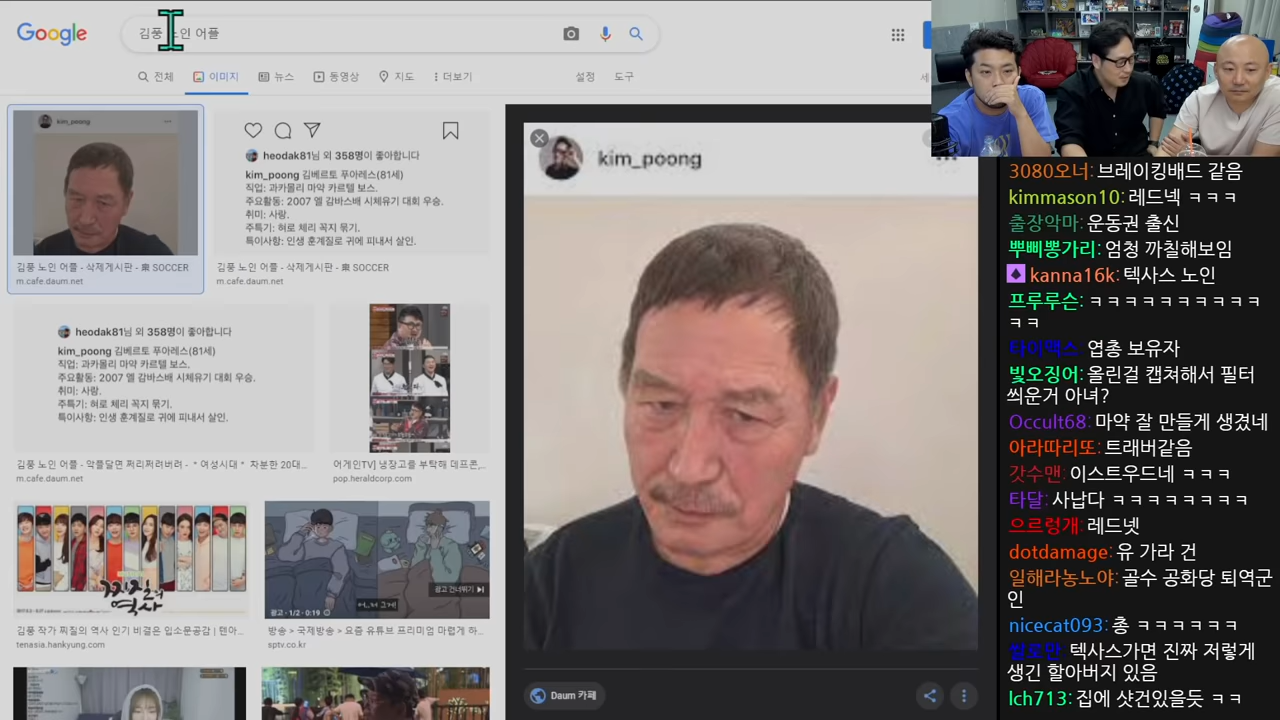 Google
김풍 노인 어플
전체
이미지
뉴스
동영상
지도
더보기
설정
도구
kim_poong
김풍 노인 어플 - 삭제게시판 - 樂 SOCCER
m.cafe.daum.net
heodak81님 외 358명이 좋아합니다
kim_poong 김베르토 푸아레스(81세)
직업: 과카몰리 마약 카르텔 보스.
주요활동: 2007 엘 감바스배 시체유기 대회 우승.
취미: 사랑.
주특기: 혀로 체리 꼭지 묶기.
특이사항: 인생 훈계질로 귀에 피내서 살인.
김풍 노인 어플 - 삭제게시판 - 樂 SOCCER
m.cafe.daum.net
heodak81님 외 358명이 좋아합니다
kim_poong 김베르토 푸아레스(81세)
직업: 과카몰리 마약 카르텔 보스.
주요활동: 2007 엘 감바스배 시체유기 대회 우승.
취미: 사랑.
주특기: 혀로 체리 꼭지 묶기.
특이사항: 인생 훈계질로 귀에 피내서 살인.
김풍 노인 어플 - 악플달면 쩌리쩌려버려 - * 여성시대 * 차분한 20대...
m.cafe.daum.net
어게인TV] 냉장고를 부탁해 데프콘,...
pop.heraldcorp.com
찌질의 역사
김풍 작가 찌질의 역사 인기 비결은 입소문공감 | 텐아...
tenasia.hankyung.com
광고 건너뛰기
광고 · 1/2 · 0:19
어..저 그게!
방송 > 국제방송 > 요즘 유튜브 프리미엄 마렵게 하...
sptv.co.kr
kim_poong
Daum 카페
3080오너: 브레이킹배드 같음
kimmason10: 레드넥 ㅋㅋㅋ
출장악마: 운동권 출신
뿌삐뽕가리: 엄청 까칠해보임
kanna16k: 텍사스 노인
프루루슨: ㅋㅋㅋㅋㅋㅋㅋㅋㅋㅋ
ㅋㅋ
타이맥스: 엽총 보유자
빛오징어: 올린걸 캡쳐해서 필터
씌운거 아녀?
Occult68: 마약 잘 만들게 생겼네
아라따리또: 트래버같음
갓수맨: 이스트우드네 ㅋㅋㅋ
타달: 사납다 ㅋㅋㅋㅋㅋㅋㅋㅋ
으르렁개: 레드넷
dotdamage: 유 가라 건
일해라농노야: 골수 공화당 퇴역군
인
nicecat093: 총 ㅋㅋㅋㅋㅋㅋ
텍사스가면 진짜 저렇게
생긴 할아버지 있음
lch713: 집에 샷건있을듯 ㅋㅋ